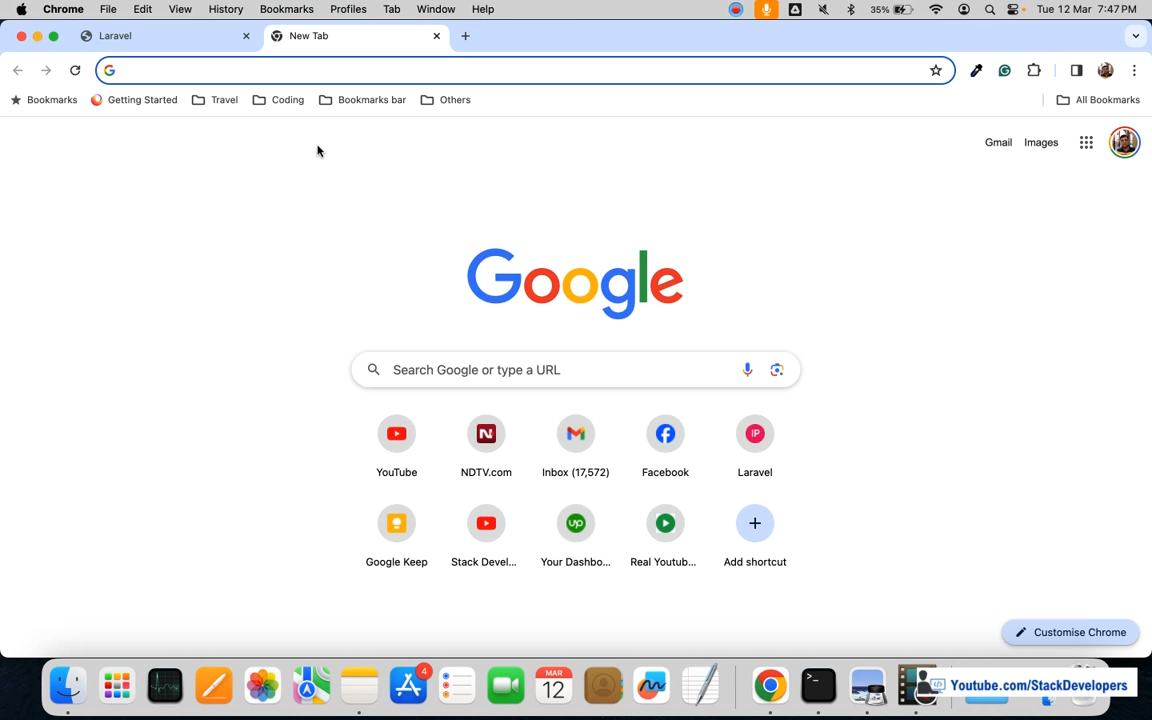 Chrome File Edit View History Bookmarks Profiles Tab Window Help 35% Tue 12 Mar 7:47 PM
Laravel New Tab
Bookmarks Getting Started Travel Coding Bookmarks bar Others All Bookmarks
Gmail Images
Google
Search Google or type a URL
IP
YouTube NDTV.com Inbox (17,572) Facebook Laravel
up
Google Keep Stack Devel... Your Dashbo... Real Youtub... Add shortcut
Customise Chrome
4
MAR
12
Youtube.com/StackDevelopers